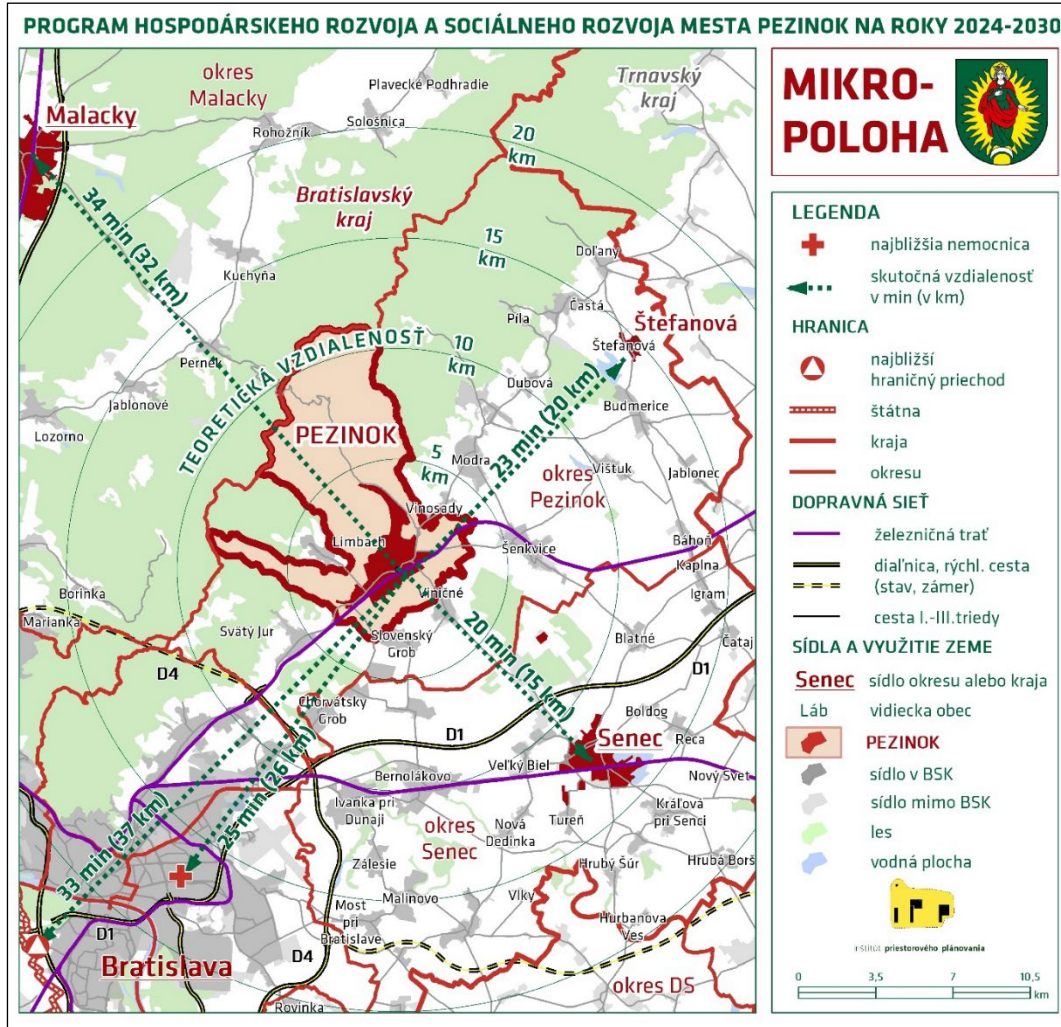 PROGRAM HOSPODÁRSKEHO ROZVOJA A SOCIÁLNEHO ROZVOJA MESTA PEZINOK NA ROKY 2024-2030
okres
Malacky
Plavecké Podhradie
Trnavský
kraj
Malacky
Sološnica
Rohožník
20
km
34 min (32 km)
Bratislavský
kraj
15
km
Kuchyňa
Doľany
Častá
Píla
Štefanová
Štefanová
TEORETICKÁ VZDIALENOSŤ
10
km
Pernek
Dubová
Jablonové
Budmerice
23 min (20 km)
Lozorno
PEZINOK
5
km
Modra
okres
Pezinok
Vištuk
Jablonec
Vinosady
Limbach
Šenkvice
Báhoň
Kaplna
Borinka
Viničné
Igram
Marianka
Svätý Jur
Slovenský
Grob
20 min (15 km)
Blatné
Čataj
D4
D1
Chorvátsky
Grob
Boldog
D1
Senec
Reca
25 min (26 km)
Bernolákovo
Veľký Biel
Nový Svet
33 min (37 km)
Ivanka pri
Dunaji
okres
Senec
Nová
Dedinka
Tureň
Kráľová
pri Senci
Zálesie
Hrubý Šúr
Hrubá Borš
Malinovo
Vlky
Most
pri
Bratislave
Hurbanova
Ves
D1
Bratislava
D4
okres DS
Rovinka
MIKRO-
POLOHA
LEGENDA
najbližšia nemocnica
skutočná vzdialenosť
v min (v km)
HRANICA
najbližší
hraničný priechod
štátna
kraja
okresu
DOPRAVNÁ SIEŤ
železničná trať
diaľnica, rýchl. cesta
(stav, zámer)
cesta I.-III.triedy
SÍDLA A VYUŽITIE ZEME
Senec sídlo okresu alebo kraja
Láb vidiecka obec
PEZINOK
sídlo v BSK
sídlo mimo BSK
les
vodná plocha
inštitút priestorového plánovania
0 3,5 7 10,5
km